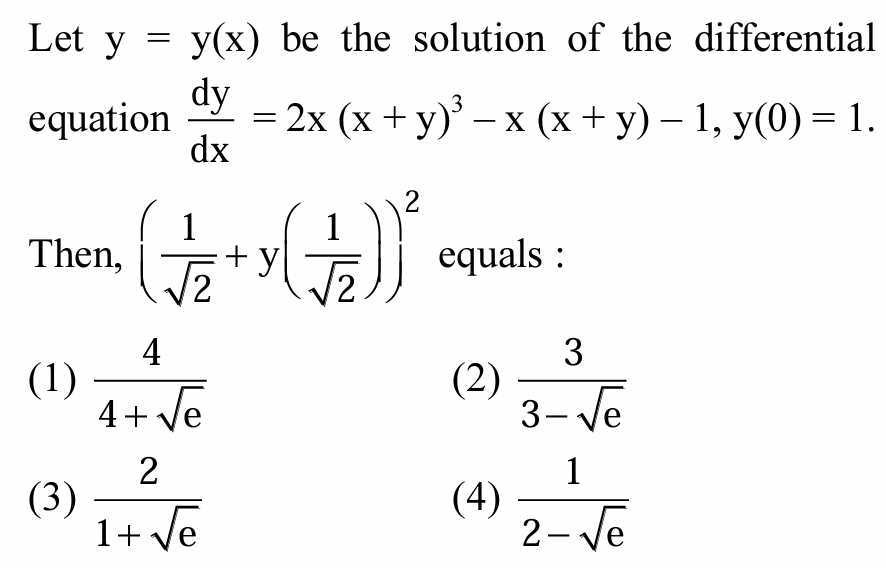 Let y = y(x) be the solution of the differential
equation dy/dx = 2x (x + y)³ – x (x + y) – 1, y(0) = 1.
Then, (1/√2 + y(1/√2))² equals :
(1) 4/(4+√e) (2) 3/(3–√e)
(3) 2/(1+√e) (4) 1/(2–√e)